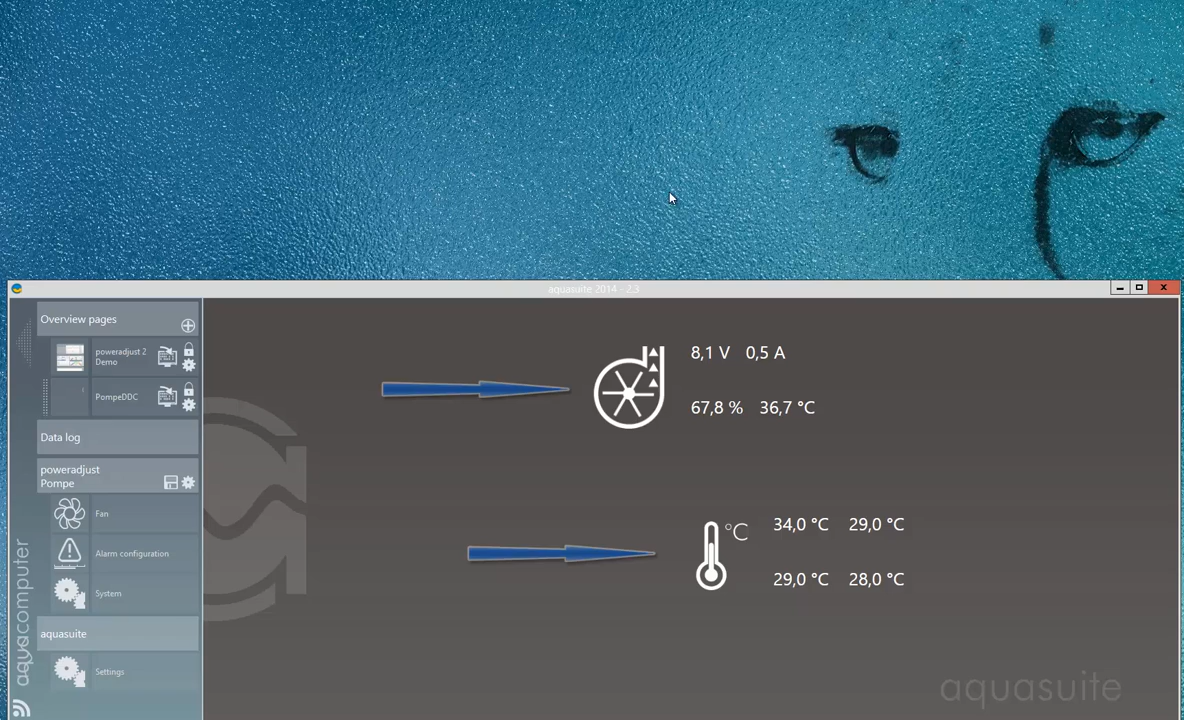 aquasuite 2014 - 2.3
Overview pages
poweradjust 2
Demo
PompeDDC
Data log
poweradjust
Pompe
Fan
Alarm configuration
System
aquasuite
Settings
aquacomputer
8,1 V 0,5 A
67,8 % 36,7 °C
°C
34,0 °C 29,0 °C
29,0 °C 28,0 °C
aquasuite